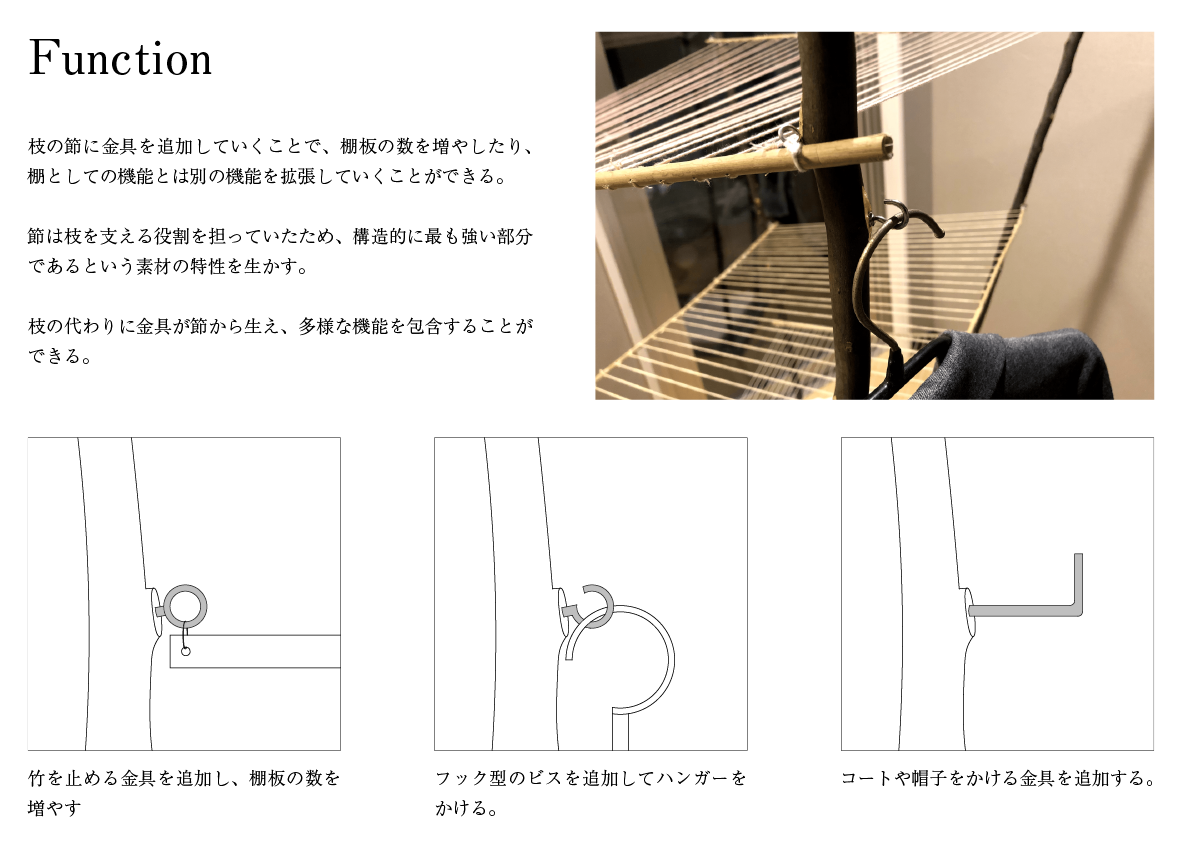 Function
枝の節に金具を追加していくことで、棚板の数を増やしたり、
棚としての機能とは別の機能を拡張していくことができる。
節は枝を支える役割を担っていたため、構造的に最も強い部分
であるという素材の特性を生かす。
枝の代わりに金具が節から生え、多様な機能を包含することが
できる。
竹を止める金具を追加し、棚板の数を
増やす
フック型のビスを追加してハンガーを
かける。
コートや帽子をかける金具を追加する。